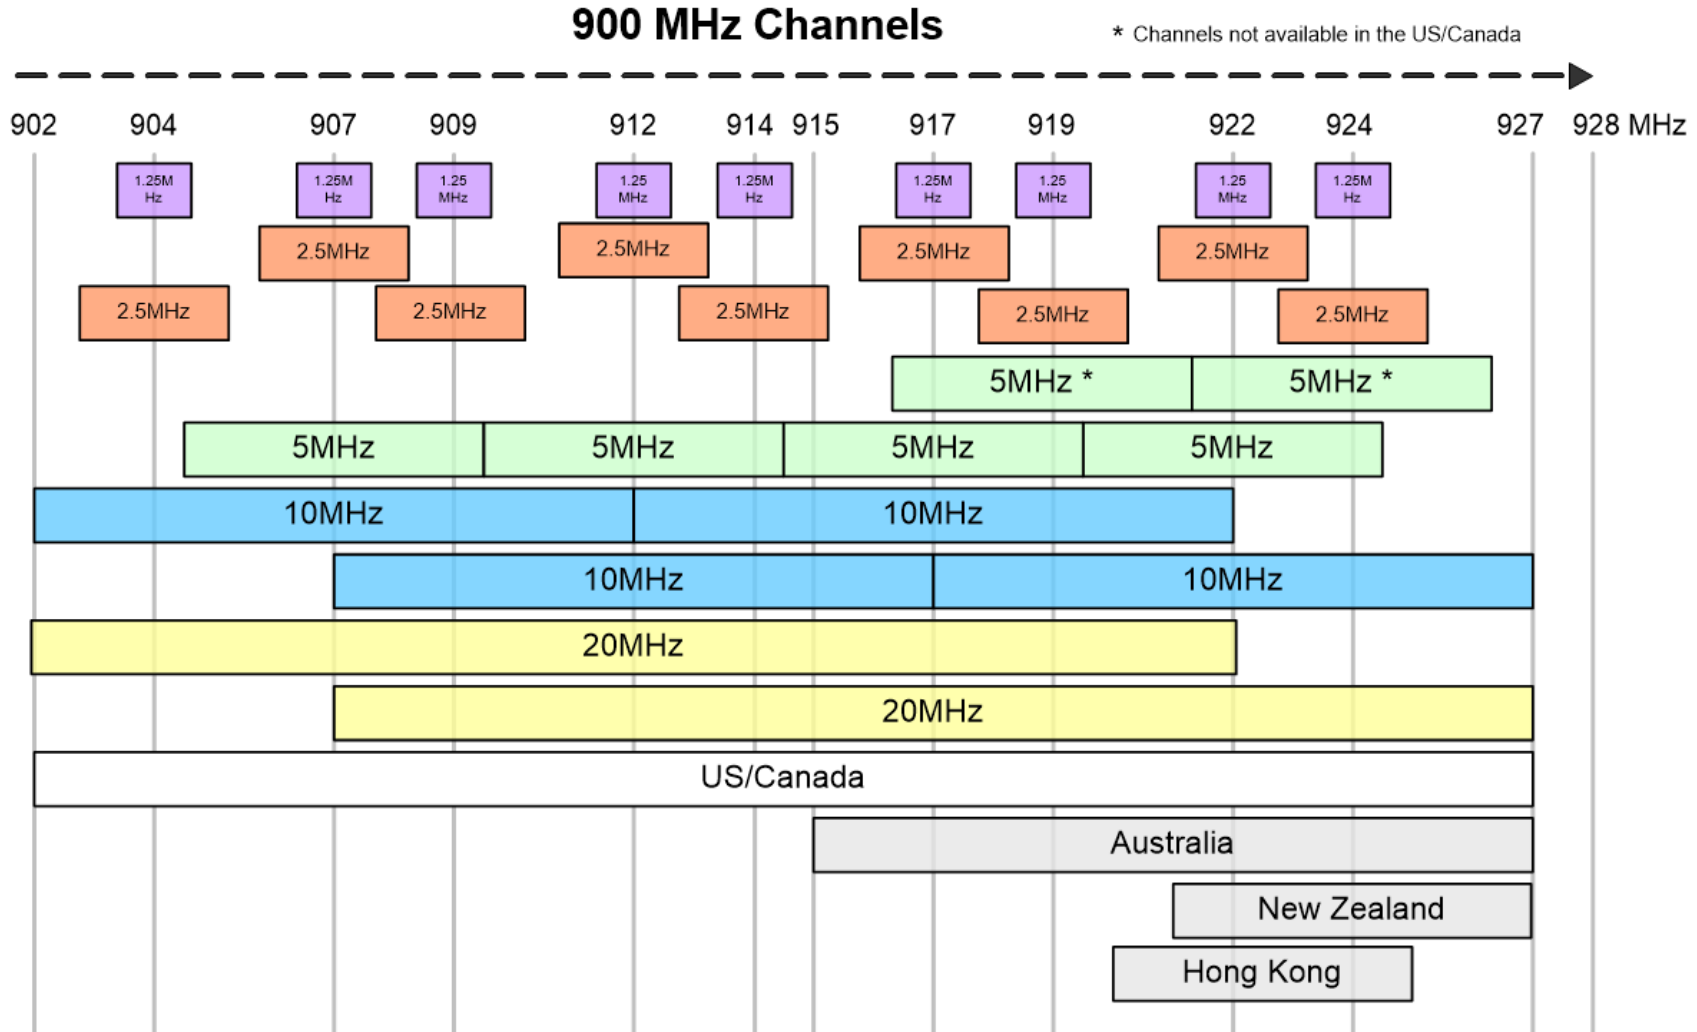 900 MHz Channels
* Channels not available in the US/Canada
902 904 907 909 912 914 915 917 919 922 924 927 928 MHz
1.25M
Hz
1.25M
Hz
1.25
MHz
1.25
MHz
1.25M
Hz
1.25M
Hz
1.25
MHz
1.25
MHz
1.25M
Hz
2.5MHz 2.5MHz 2.5MHz 2.5MHz
2.5MHz 2.5MHz 2.5MHz 2.5MHz 2.5MHz
5MHz * 5MHz *
5MHz 5MHz 5MHz 5MHz
10MHz 10MHz
10MHz 10MHz
20MHz
20MHz
US/Canada
Australia
New Zealand
Hong Kong